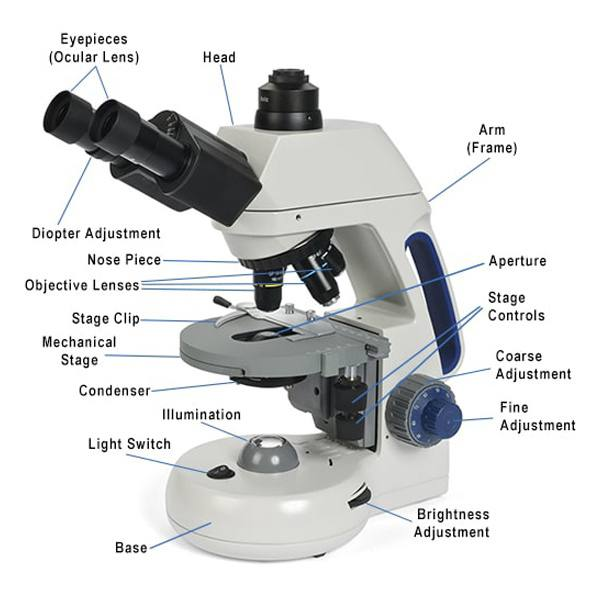 Eyepieces
(Ocular Lens)
Head
Arm
(Frame)
Diopter Adjustment
Nose Piece
Aperture
Objective Lenses
Stage
Controls
Stage Clip
Mechanical
Stage
Coarse
Adjustment
Condenser
Illumination
Fine
Adjustment
Light Switch
Brightness
Adjustment
Base